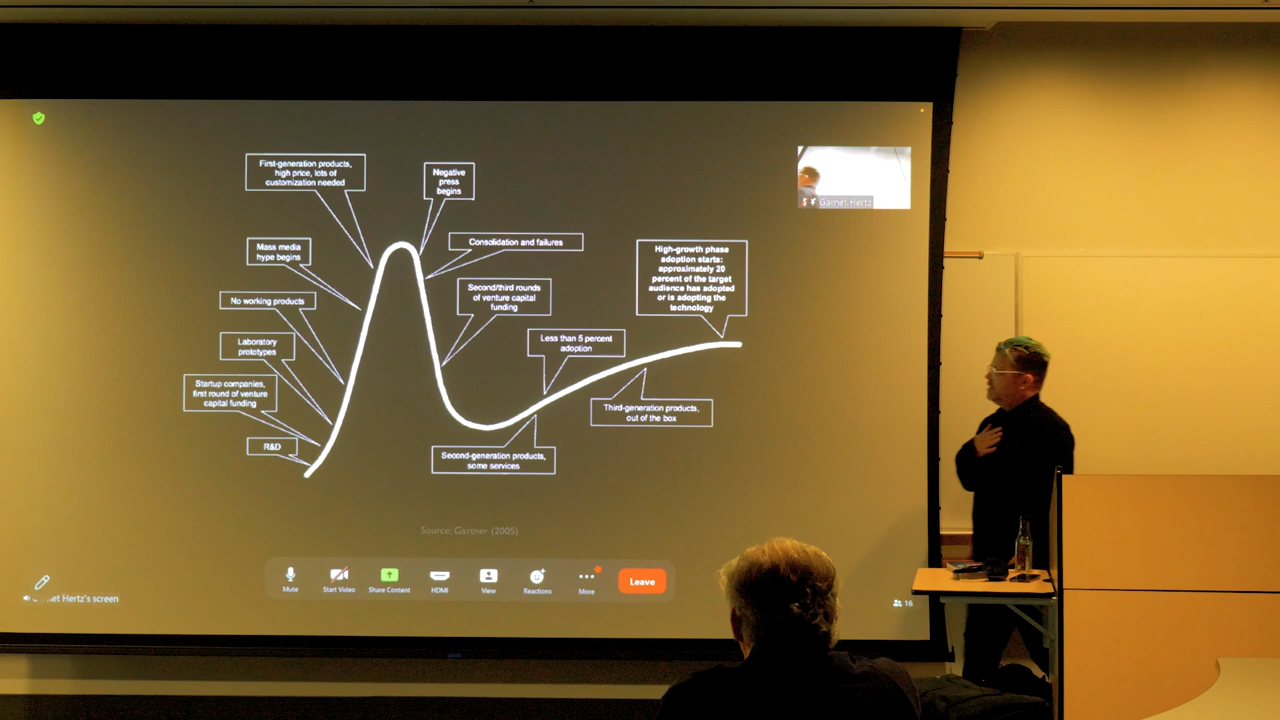 First-generation products,
high price, lots of
customization needed
Negative
press
begins
Mass media
hype begins
Consolidation and failures
High-growth phase
adoption starts:
approximately 20
percent of the target
audience has adopted
or is adopting the
technology
No working products
Second/third rounds
of venture capital
funding
Laboratory
prototypes
Less than 5 percent
adoption
Startup companies,
first round of venture
capital funding
Third-generation products,
out of the box
R&D
Second-generation products,
some services
Source: Gartner (2005)
Garnet Hertz
Mute
Start Video
Share Content
HDMI
View
Reactions
More
Leave
Hertz's screen
16